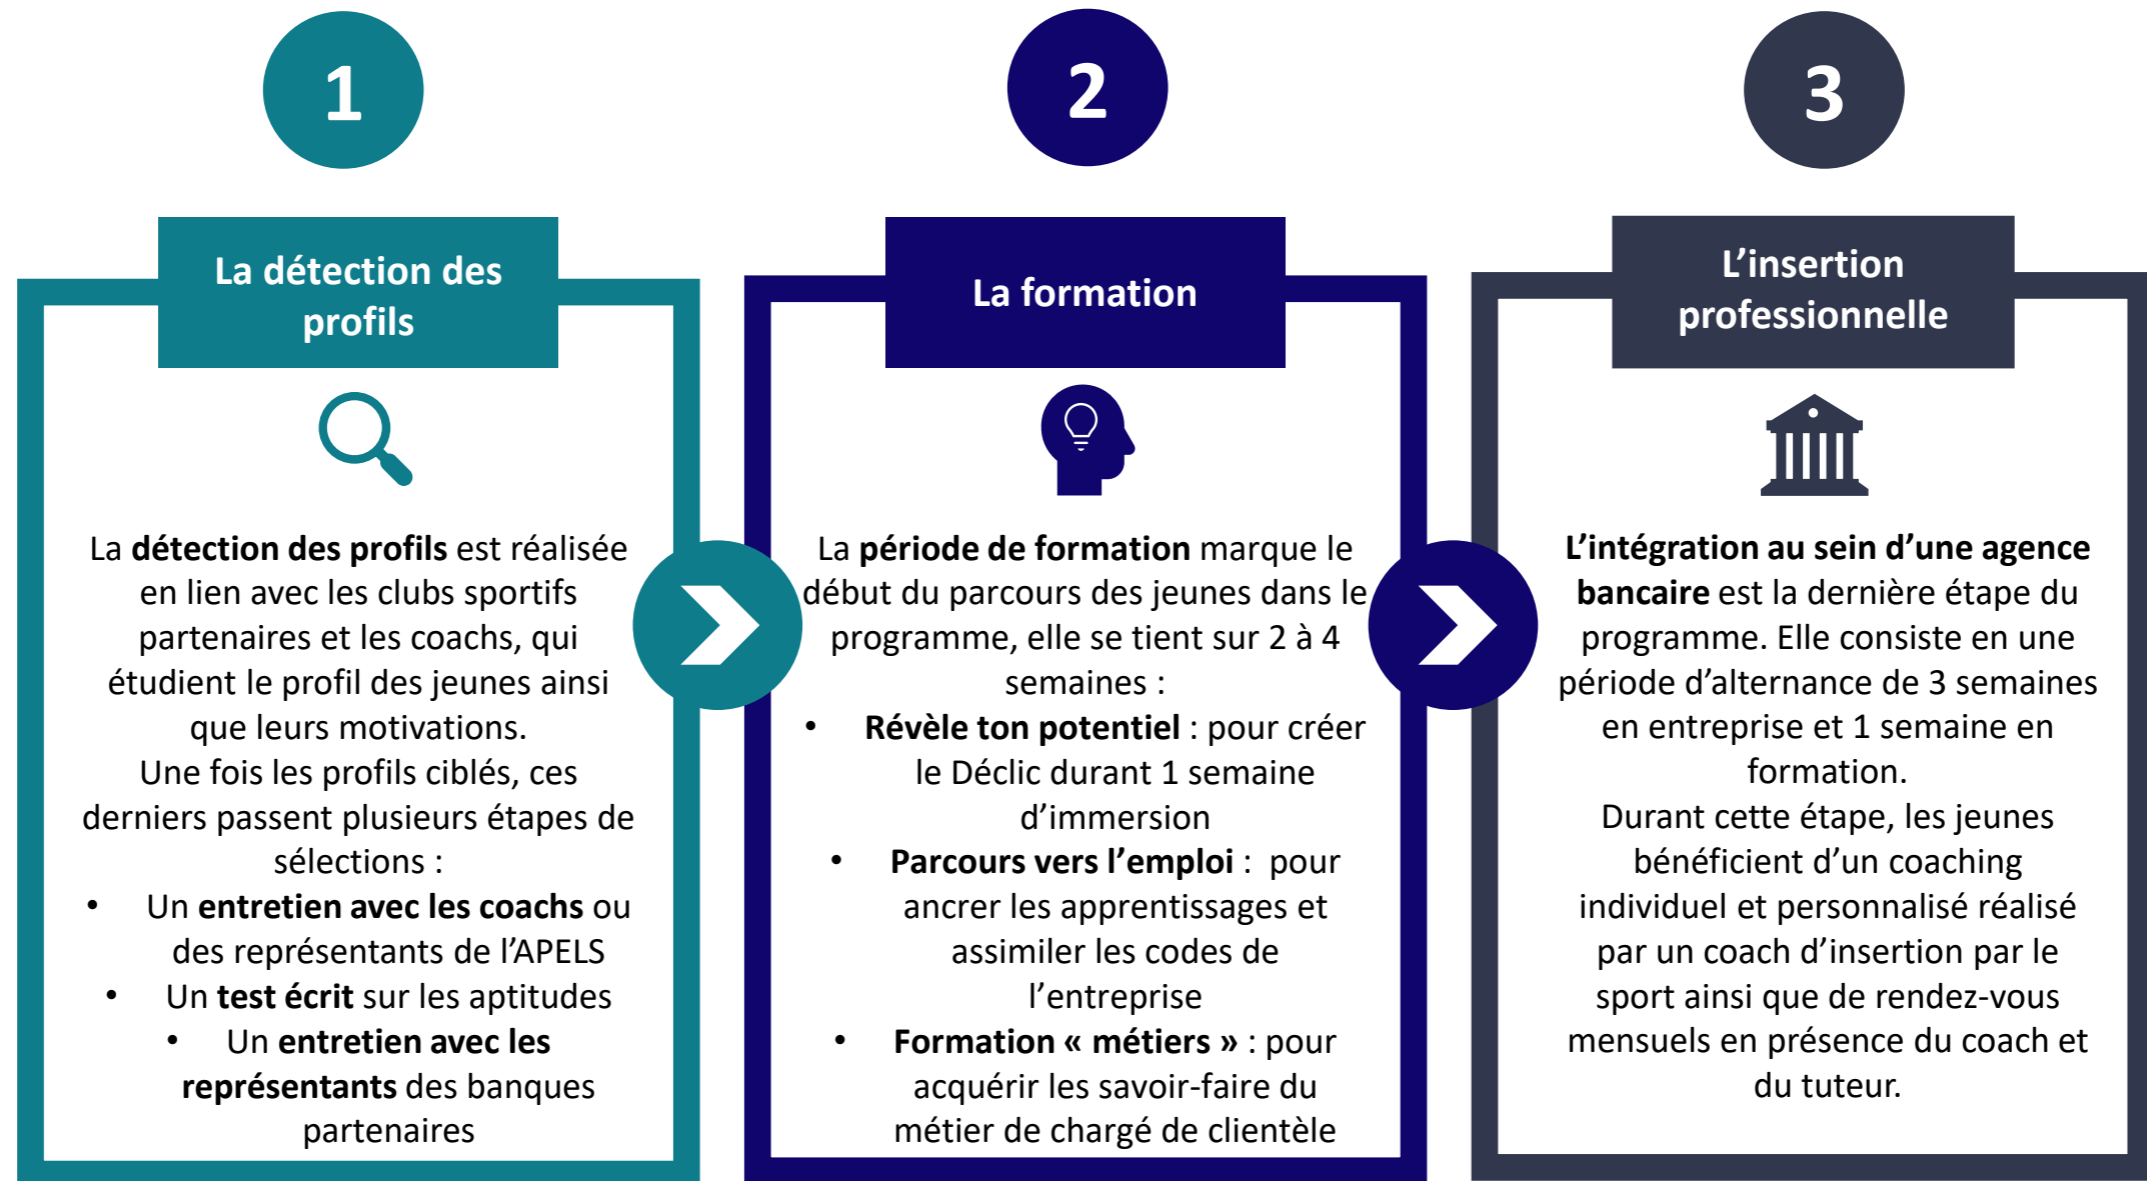 1
La détection des
profils
La détection des profils est réalisée
en lien avec les clubs sportifs
partenaires et les coachs, qui
étudient le profil des jeunes ainsi
que leurs motivations.
Une fois les profils ciblés, ces
derniers passent plusieurs étapes de
sélections :
• Un entretien avec les coachs ou
des représentants de l’APELS
• Un test écrit sur les aptitudes
• Un entretien avec les
représentants des banques
partenaires
2
La formation
La période de formation marque le
début du parcours des jeunes dans le
programme, elle se tient sur 2 à 4
semaines :
• Révèle ton potentiel : pour créer
le Déclic durant 1 semaine
d’immersion
• Parcours vers l’emploi : pour
ancrer les apprentissages et
assimiler les codes de
l’entreprise
• Formation « métiers » : pour
acquérir les savoir-faire du
métier de chargé de clientèle
3
L’insertion
professionnelle
L’intégration au sein d’une agence
bancaire est la dernière étape du
programme. Elle consiste en une
période d’alternance de 3 semaines
en entreprise et 1 semaine en
formation.
Durant cette étape, les jeunes
bénéficient d’un coaching
individuel et personnalisé réalisé
par un coach d’insertion par le
sport ainsi que de rendez-vous
mensuels en présence du coach et
du tuteur.